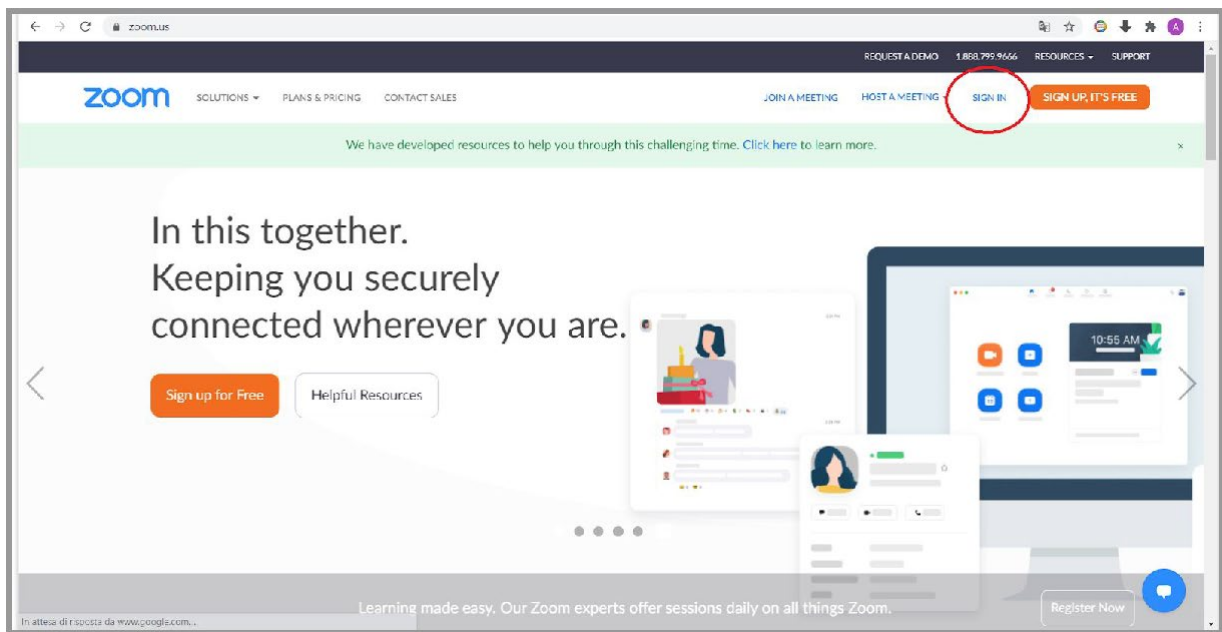 zoom.us
A
REQUEST A DEMO 1.888.799.9666 RESOURCES SUPPORT
zoom SOLUTIONS PLANS & PRICING CONTACT SALES JOIN A MEETING HOST A MEETING SIGN IN SIGN UP, IT'S FREE
We have developed resources to help you through this challenging time. Click here to learn more.
In this together.
Keeping you securely
connected wherever you are.
10:55 AM
Sign up for Free Helpful Resources
Learning made easy. Our Zoom experts offer sessions daily on all things Zoom.
Register Now
In attesa di risposta da www.google.com...